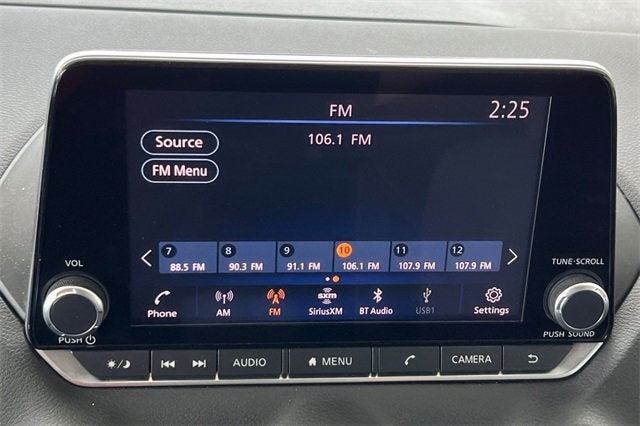 FM 2:25
Source 106.1 FM
FM Menu
7 8 9 10 11 12
88.5 FM 90.3 FM 91.1 FM 106.1 FM 107.9 FM 107.9 FM
VOL TUNE·SCROLL
sxm
Phone AM FM SiriusXM BT Audio USB1 Settings
PUSH PUSH SOUND
AUDIO MENU CAMERA